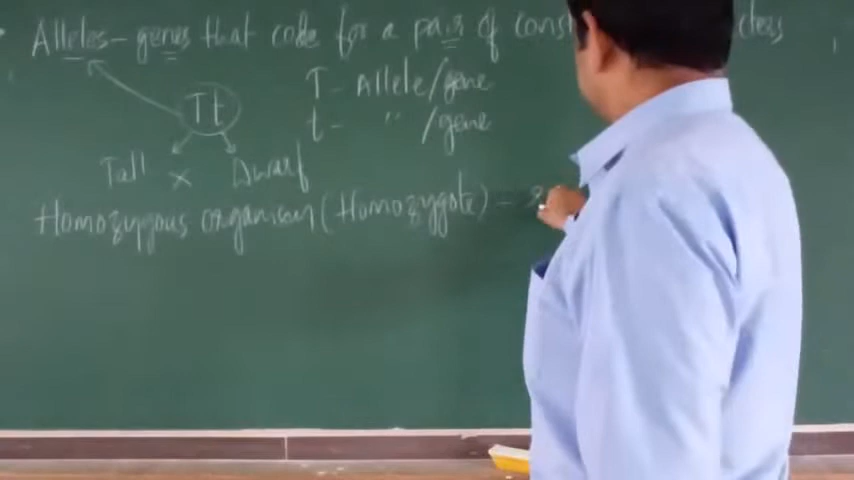 Alleles - genes that code for a pair of
Tt T - Allele/gene
t - " /gene
Tall x Dwarf
Homozygous organism (Homozygote) -